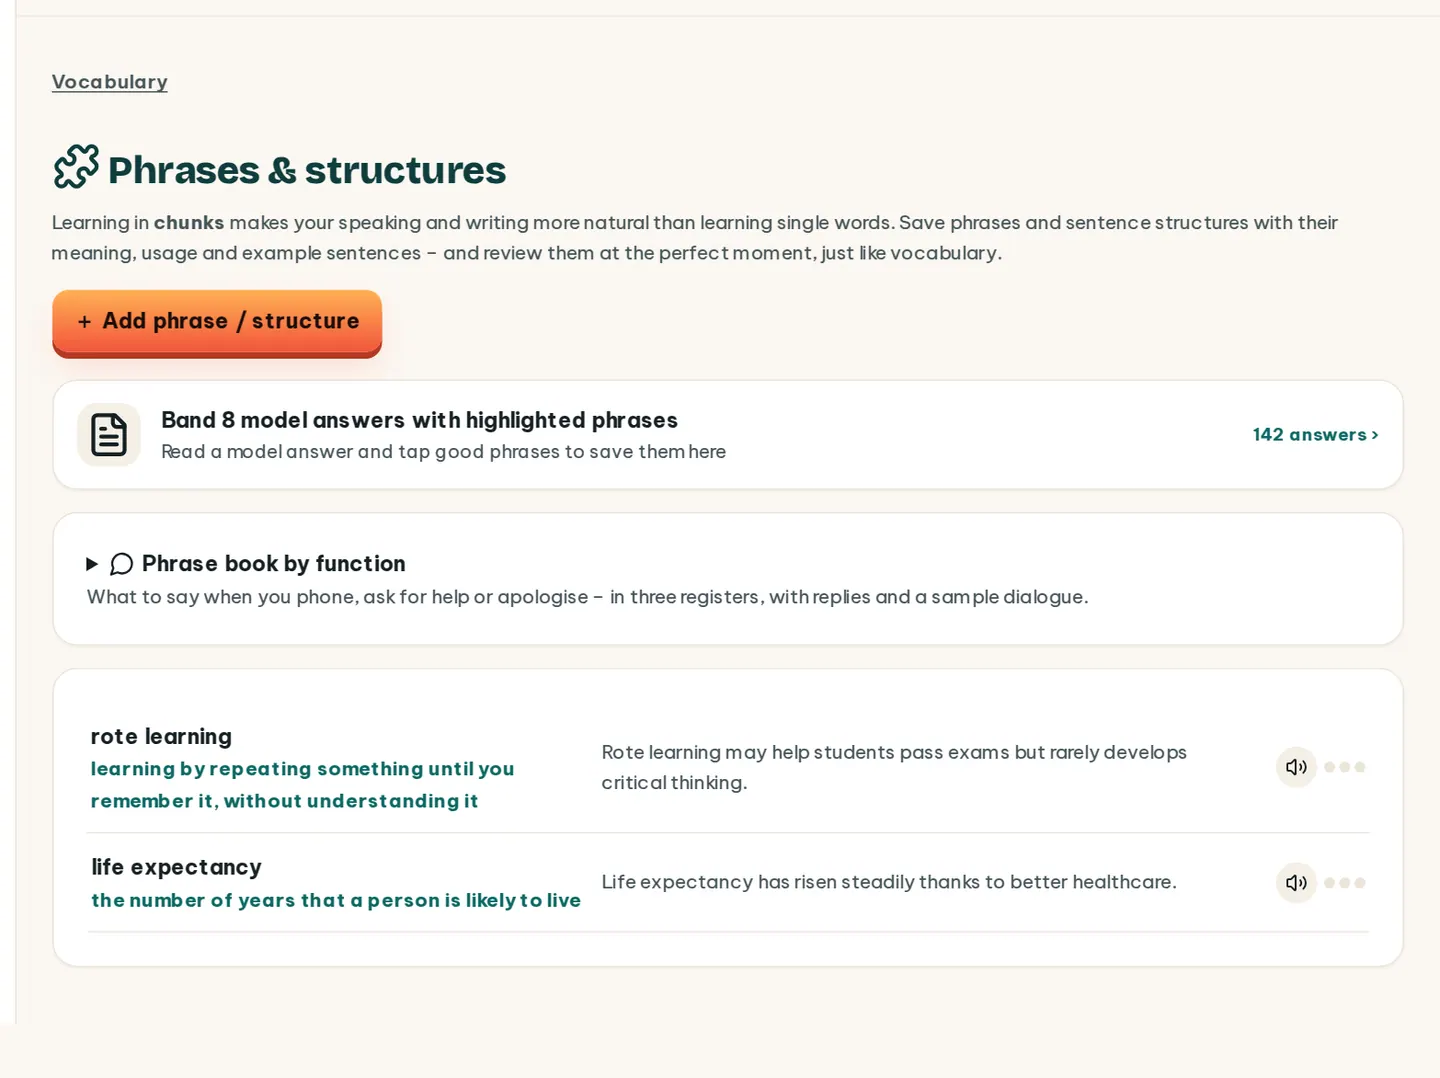 Vocabulary
Phrases & structures
Learning in chunks makes your speaking and writing more natural than learning single words. Save phrases and sentence structures with their
meaning, usage and example sentences – and review them at the perfect moment, just like vocabulary.
+ Add phrase / structure
Band 8 model answers with highlighted phrases
Read a model answer and tap good phrases to save them here
142 answers ›
Phrase book by function
What to say when you phone, ask for help or apologise – in three registers, with replies and a sample dialogue.
rote learning
learning by repeating something until you
remember it, without understanding it
Rote learning may help students pass exams but rarely develops
critical thinking.
life expectancy
the number of years that a person is likely to live
Life expectancy has risen steadily thanks to better healthcare.